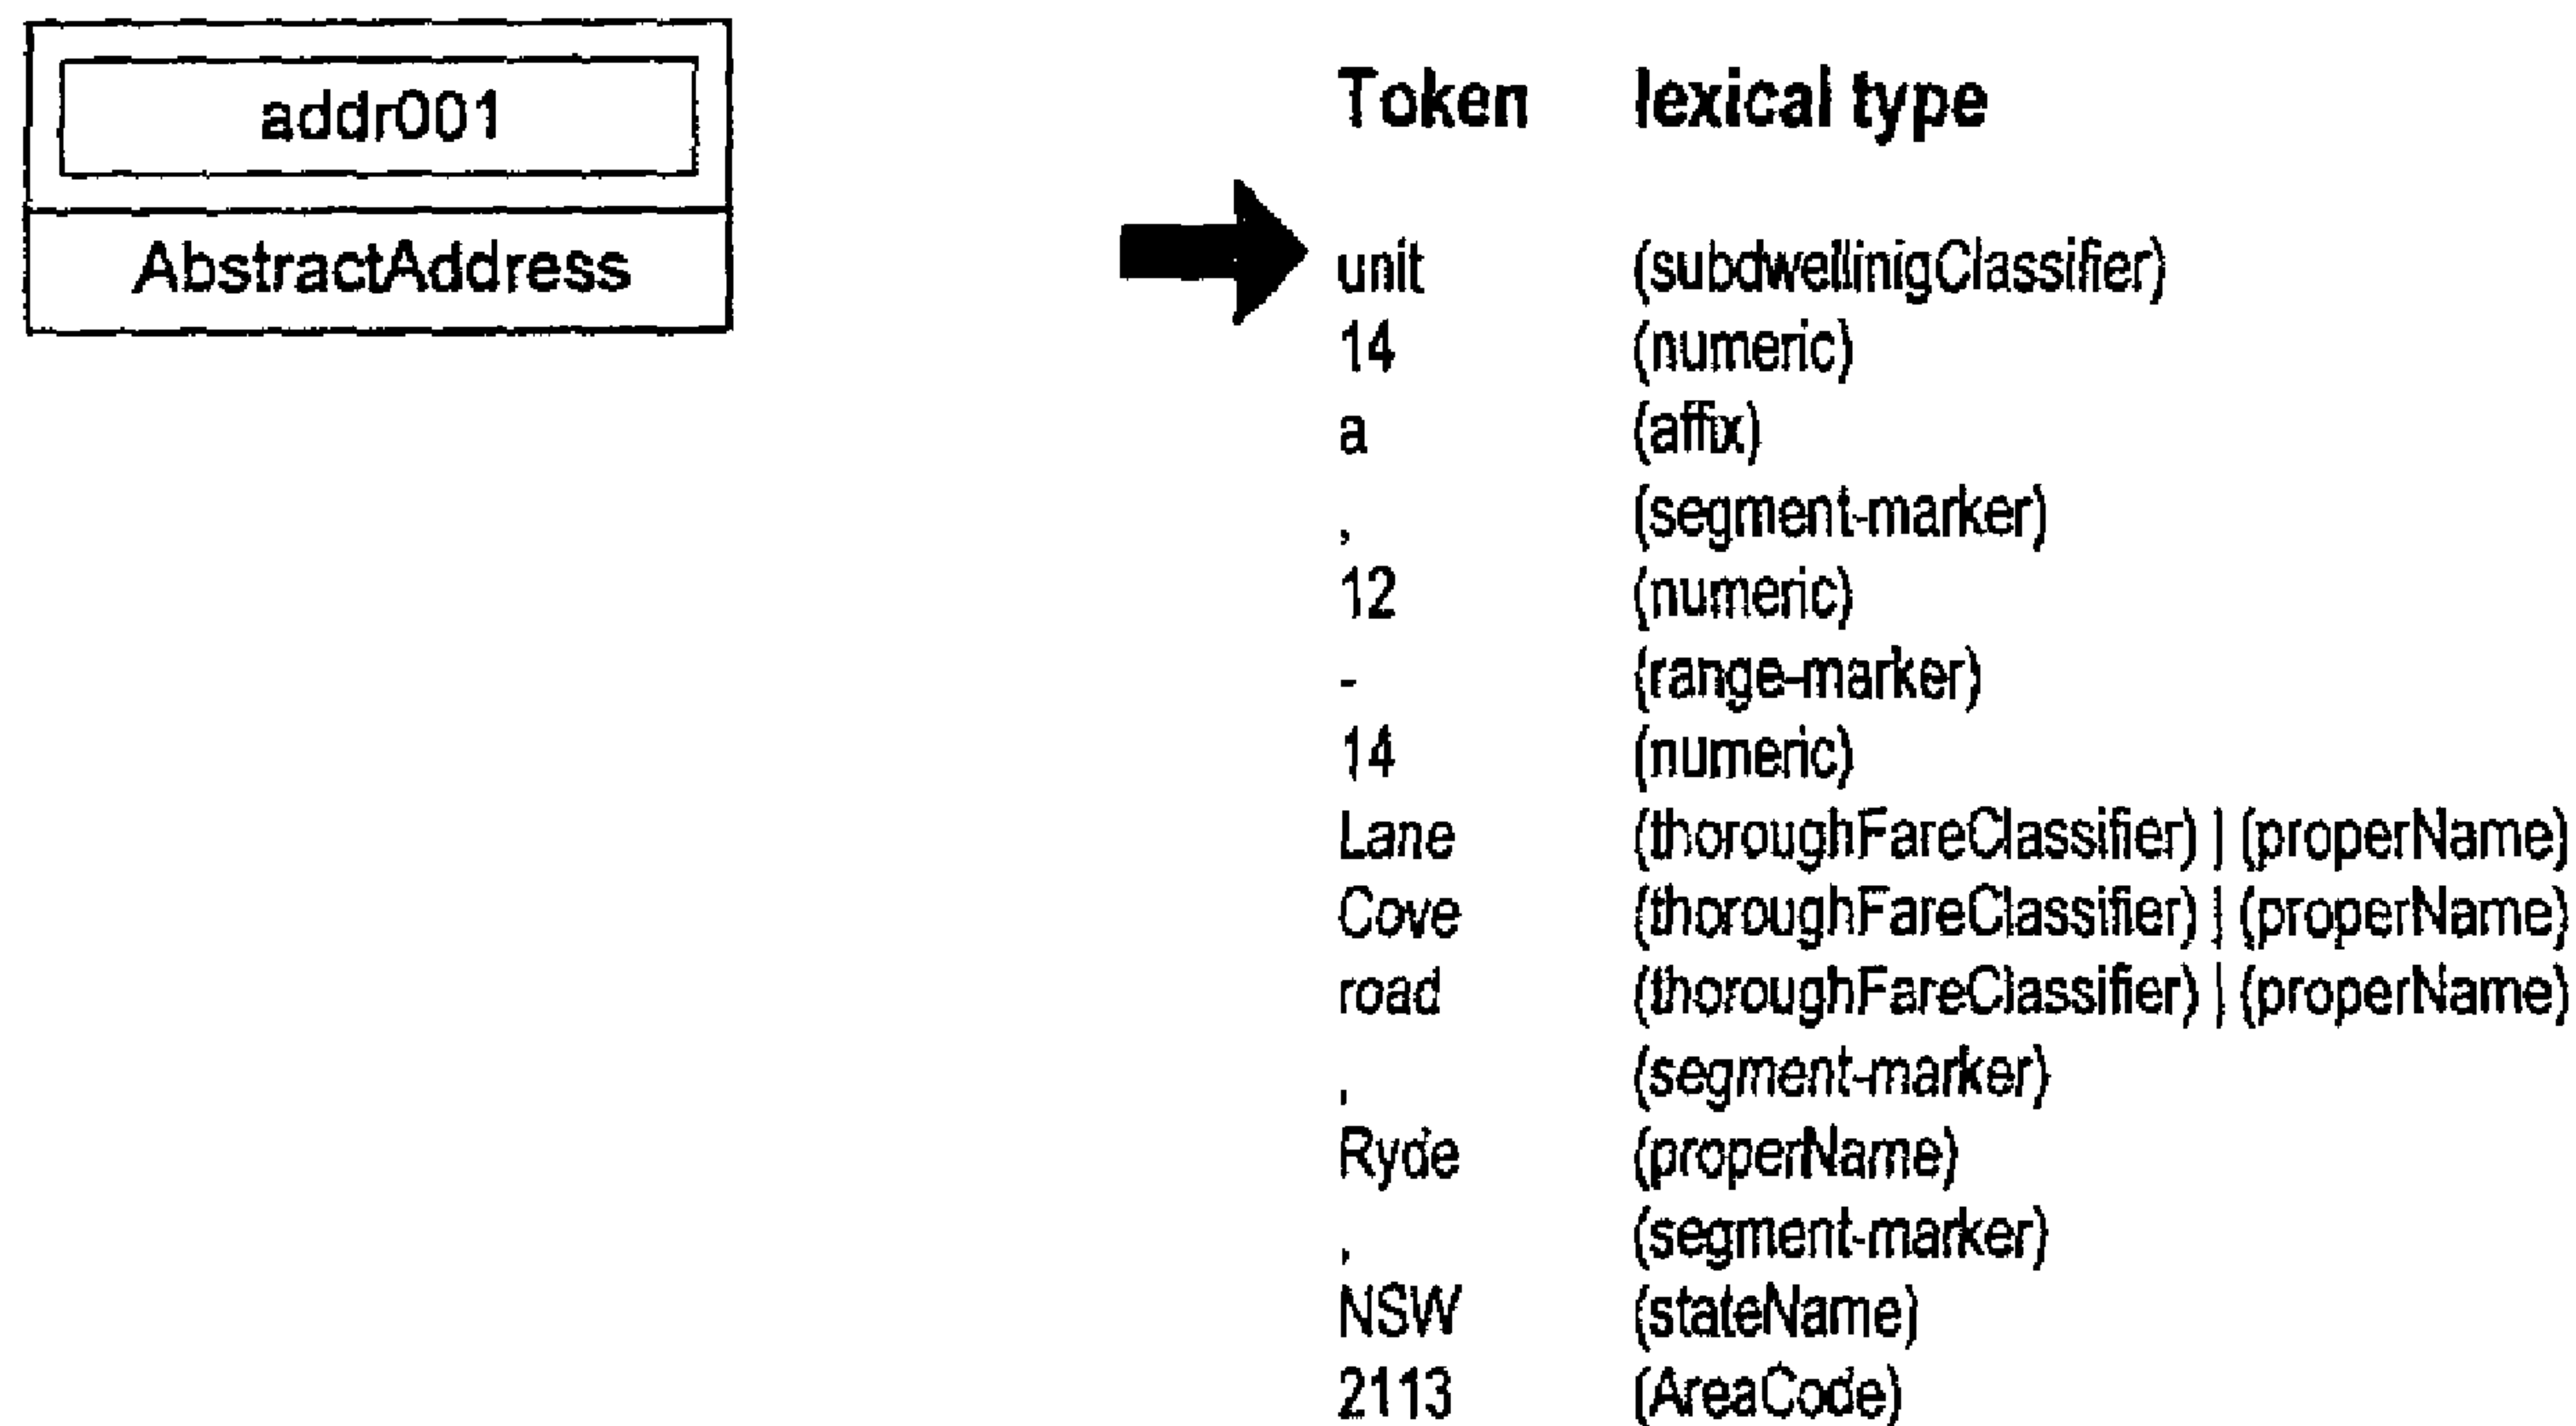 addr001
AbstractAddress
Token lexical type
unit (subdwellinigClassifier)
14 (numeric)
a (affix)
, (segment-marker)
12 (numeric)
- (range-marker)
14 (numeric)
Lane (thoroughFareClassifier) | (properName)
Cove (thoroughFareClassifier) | (properName)
road (thoroughFareClassifier) | (properName)
, (segment-marker)
Ryde (properName)
, (segment-marker)
NSW (stateName)
2113 (AreaCode)